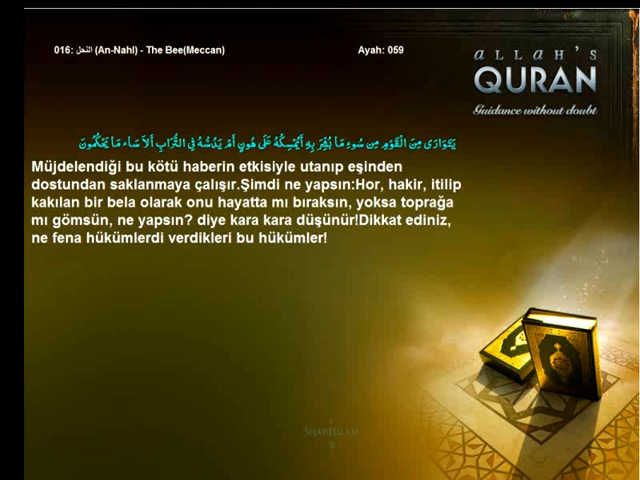 016: النحل (An-Nahl) - The Bee(Meccan)
Ayah: 059
ALLAH'S
QURAN
Guidance without doubt
يَتَوَارَىٰ مِنَ الْقَوْمِ مِن سُوءِ مَا بُشِّرَ بِهِ أَيُمْسِكُهُ عَلَىٰ هُونٍ أَمْ يَدُسُّهُ فِي التُّرَابِ أَلَا سَاءَ مَا يَحْكُمُونَ
Müjdelendiği bu kötü haberin etkisiyle utanıp eşinden
dostundan saklanmaya çalışır.Şimdi ne yapsın:Hor, hakir, itilip
kakılan bir bela olarak onu hayatta mı bıraksın, yoksa toprağa
mı gömsün, ne yapsın? diye kara kara düşünür!Dikkat ediniz,
ne fena hükümlerdi verdikleri bu hükümler!